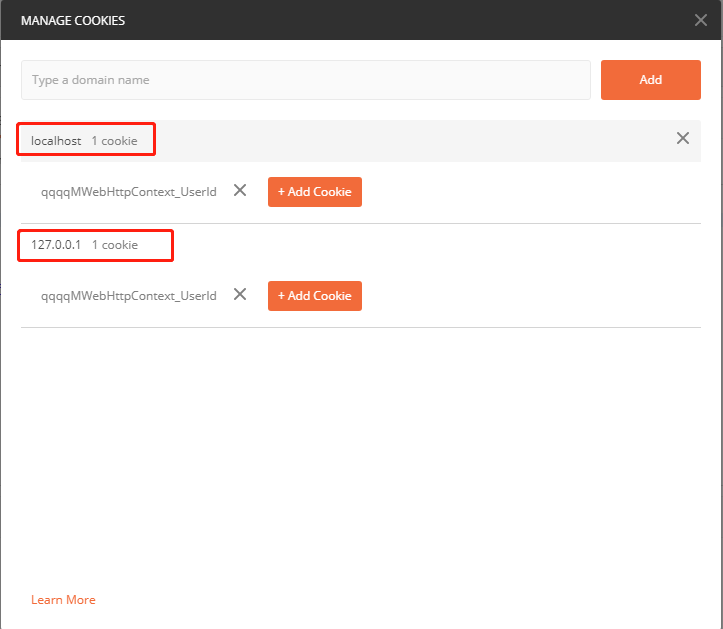 MANAGE COOKIES
Type a domain name
Add
localhost 1 cookie
qqqqMWebHttpContext_UserId
+ Add Cookie
127.0.0.1 1 cookie
qqqqMWebHttpContext_UserId
+ Add Cookie
Learn More